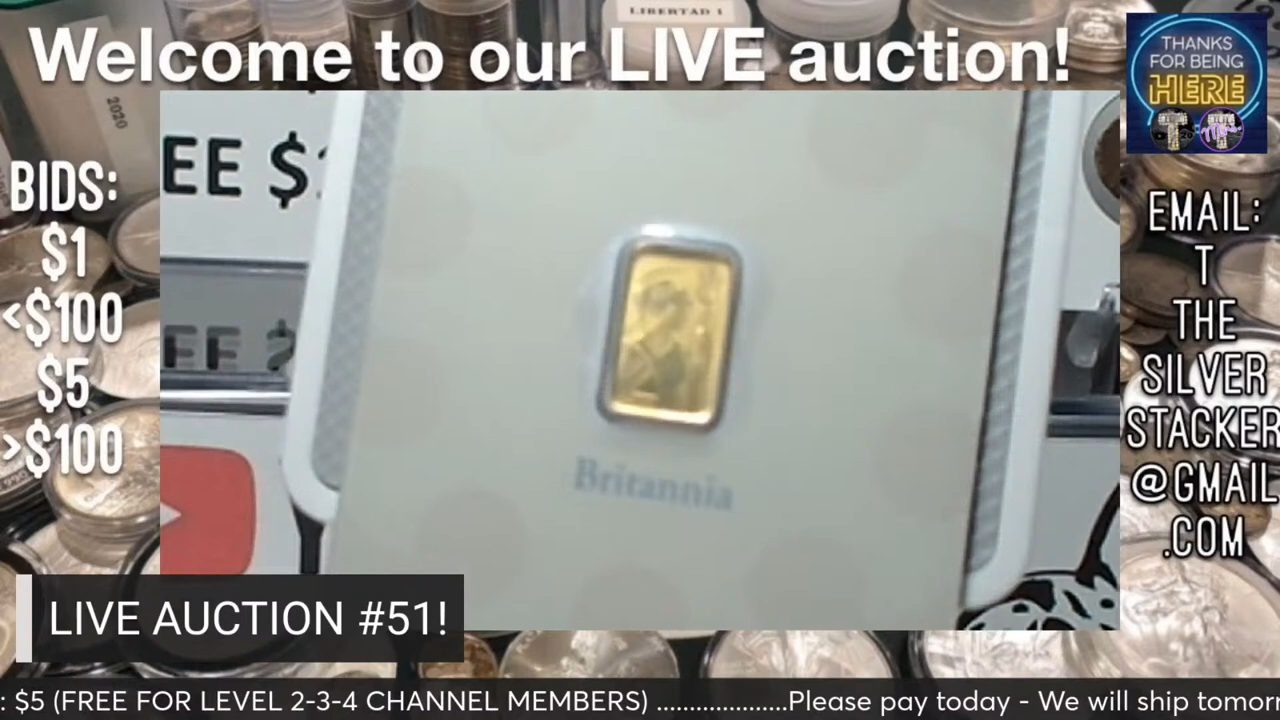 LIBERTAD 1
Welcome to our LIVE auction!
THANKS
FOR BEING
HERE
2020
EE $
BIDS:
$1
<$100
$5
>$100
EMAIL:
T
THE
SILVER
STACKER
@GMAIL
.COM
Britannia
LIVE AUCTION #51!
: $5 (FREE FOR LEVEL 2-3-4 CHANNEL MEMBERS) ....................Please pay today - We will ship tomor